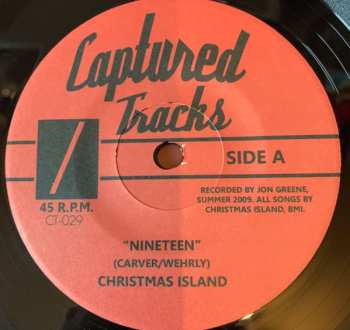 Captured
Tracks
SIDE A
45 R.P.M.
CT-029
RECORDED BY JON GREENE,
SUMMER 2009. ALL SONGS BY
CHRISTMAS ISLAND, BMI.
"NINETEEN"
(CARVER/WEHRLY)
CHRISTMAS ISLAND